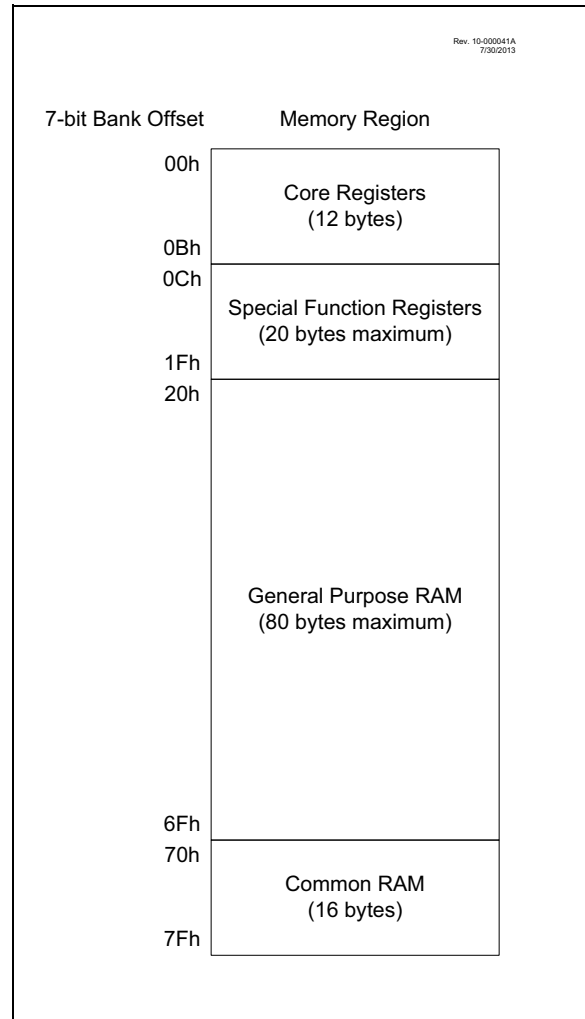 Rev. 10-000041A
7/30/2013
7-bit Bank Offset
Memory Region
00h
Core Registers
(12 bytes)
0Bh
0Ch
Special Function Registers
(20 bytes maximum)
1Fh
20h
General Purpose RAM
(80 bytes maximum)
6Fh
70h
Common RAM
(16 bytes)
7Fh